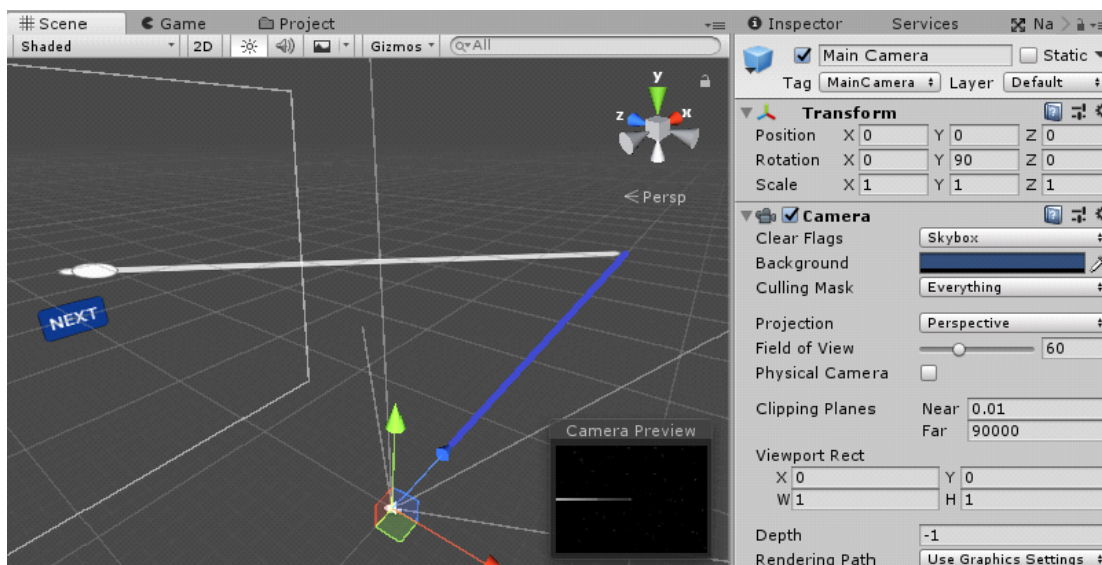 Scene Game Project
Inspector Services Na
Shaded 2D Gizmos All
Main Camera Static
Tag MainCamera Layer Default
y
z x
Persp
Transform
Position X 0 Y 0 Z 0
Rotation X 0 Y 90 Z 0
Scale X 1 Y 1 Z 1
Camera
Clear Flags Skybox
Background
Culling Mask Everything
Projection Perspective
Field of View 60
Physical Camera
Clipping Planes Near 0.01
Far 90000
Viewport Rect
X 0 Y 0
W 1 H 1
Depth -1
Rendering Path Use Graphics Settings
NEXT
Camera Preview